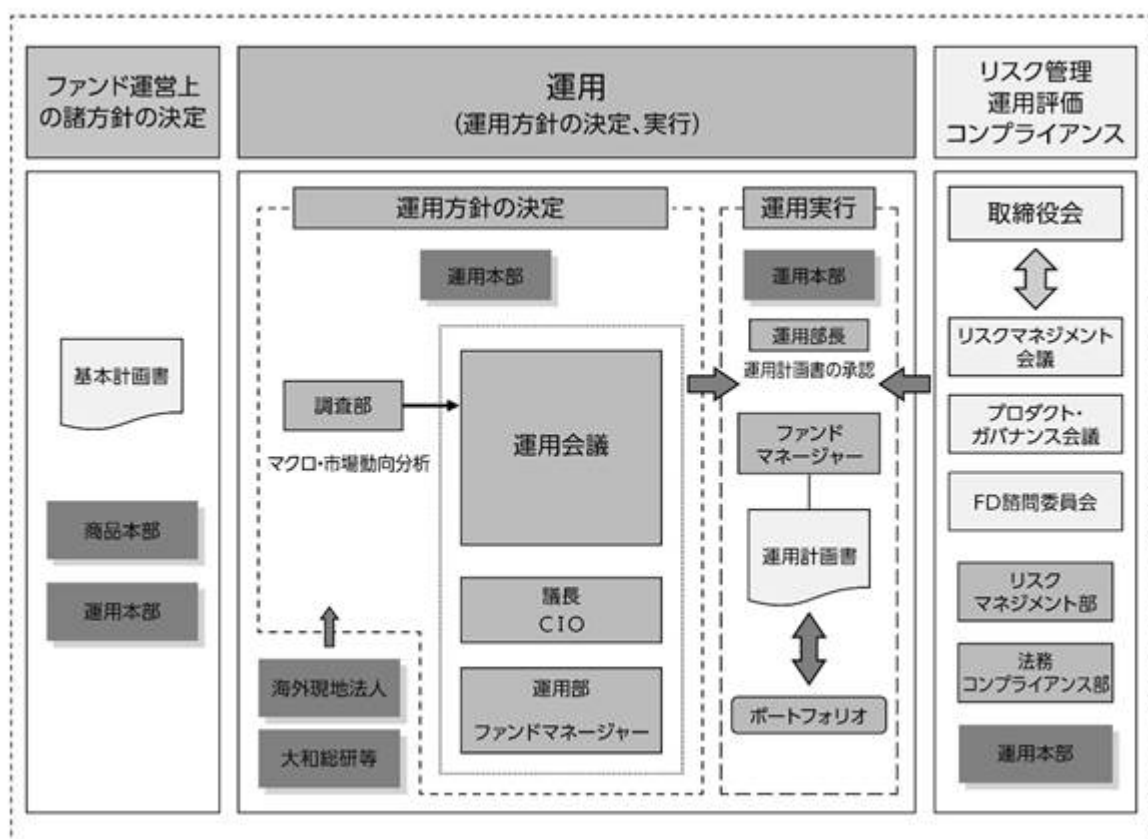 ファンド運営上
の諸方針の決定
運用
(運用方針の決定、実行)
リスク管理
運用評価
コンプライアンス
基本計画書
商品本部
運用本部
運用方針の決定
運用本部
調査部
マクロ・市場動向分析
運用会議
議長
CIO
運用部
ファンドマネージャー
海外現地法人
大和総研等
運用実行
運用本部
運用部長
運用計画書の承認
ファンド
マネージャー
運用計画書
ポートフォリオ
取締役会
リスクマネジメント
会議
プロダクト・
ガバナンス会議
FD諮問委員会
リスク
マネジメント部
法務
コンプライアンス部
運用本部